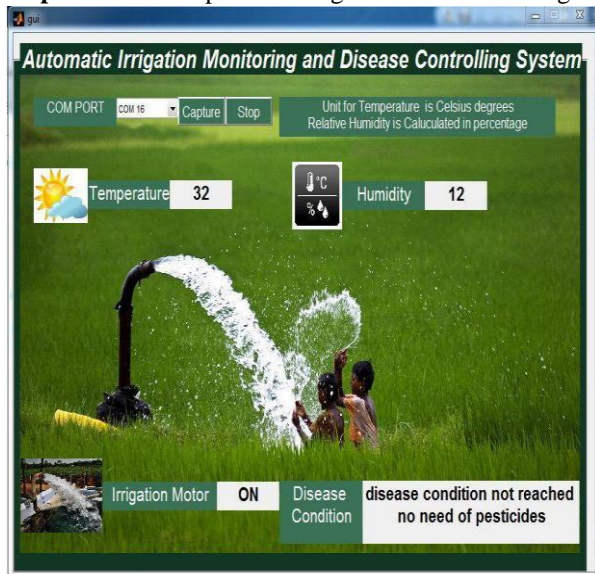 gui
Automatic Irrigation Monitoring and Disease Controlling System
COM PORT COM 16 Capture Stop
Unit for Temperature is Celsius degrees
Relative Humidity is Caluculated in percentage
Temperature 32
°C
%
Humidity 12
Irrigation Motor ON
Disease
Condition
disease condition not reached
no need of pesticides